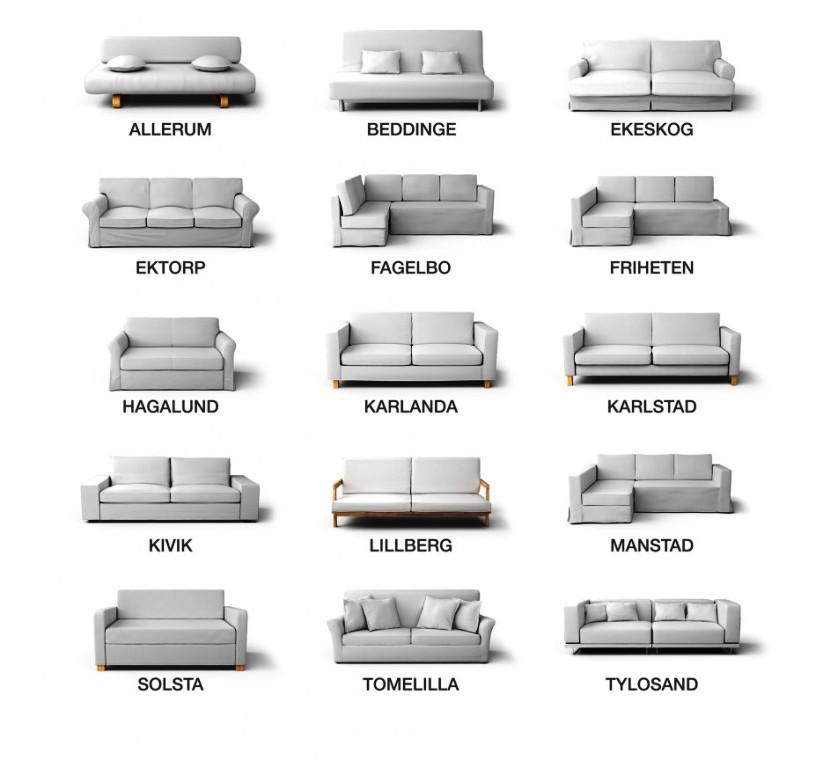 ALLERUM
BEDDINGE
EKESKOG
EKTORP
FAGELBO
FRIHETEN
HAGALUND
KARLANDA
KARLSTAD
KIVIK
LILLBERG
MANSTAD
SOLSTA
TOMELILLA
TYLOSAND